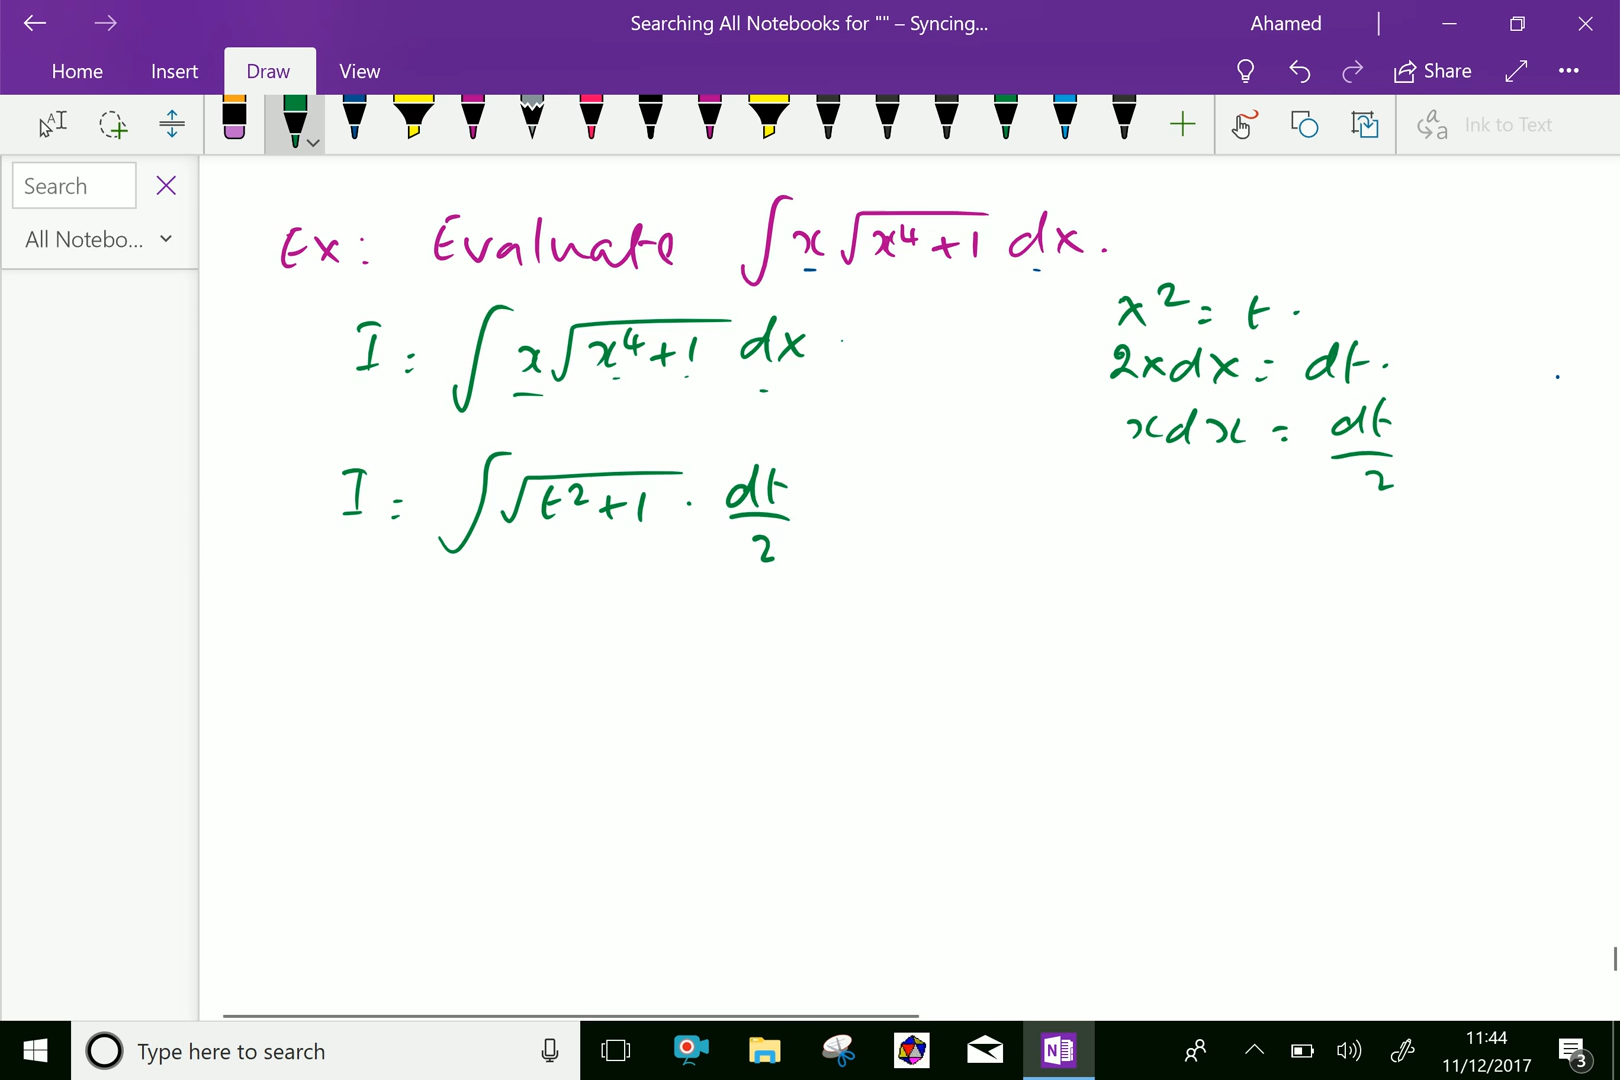 Searching All Notebooks for "" – Syncing...
Ahamed
Home Insert Draw View
Share
Ink to Text
Search
All Notebo...
Ex: Evaluate ∫ x √(x⁴+1) dx.
I = ∫ x √(x⁴+1) dx
x² = t.
2xdx = dt.
xdx = dt/2
I = ∫ √(t²+1) . dt/2
Type here to search
11:44
11/12/2017
3